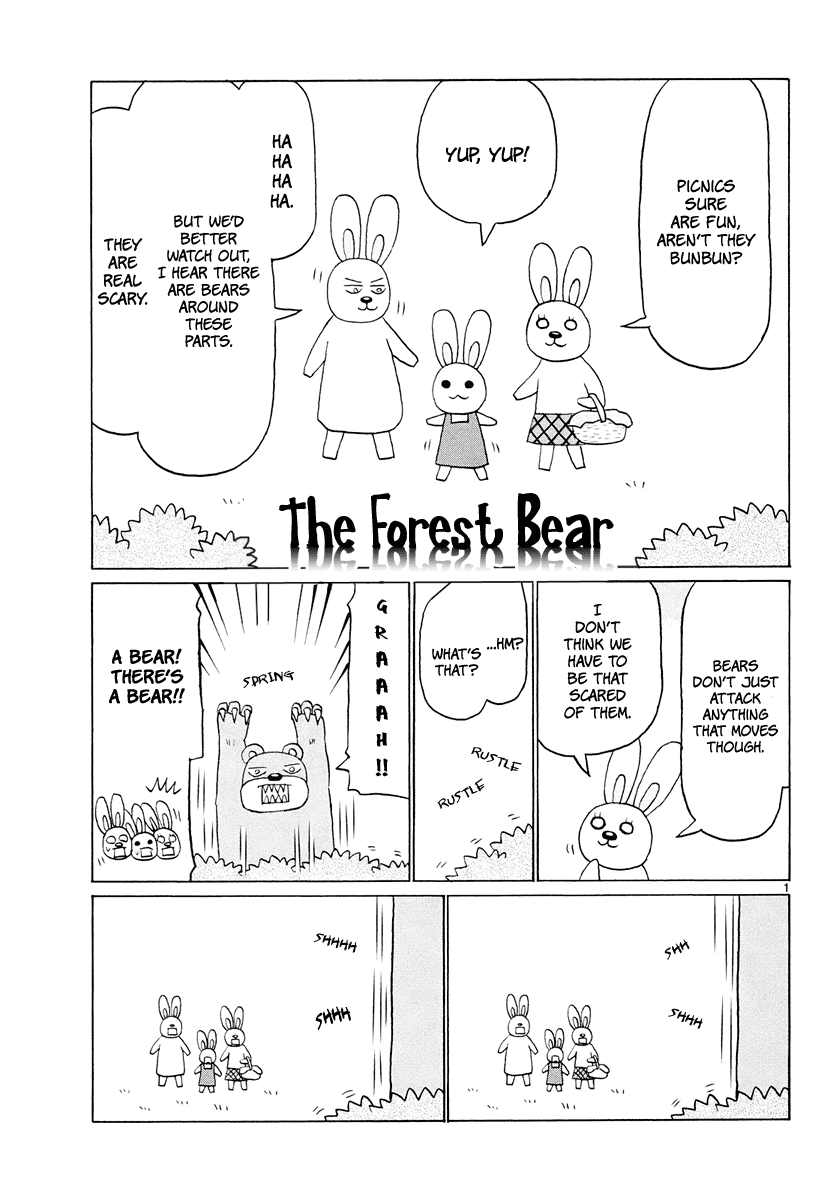 PICNICS
SURE
ARE FUN,
AREN'T THEY
BUNBUN?
YUP, YUP!
HA
HA
HA
HA.
BUT WE'D
BETTER
WATCH OUT,
I HEAR THERE
ARE BEARS
AROUND
THESE
PARTS.
THEY
ARE
REAL
SCARY.
The Forest Bear
BEARS
DON'T JUST
ATTACK
ANYTHING
THAT MOVES
THOUGH.
I
DON'T
THINK WE
HAVE TO
BE THAT
SCARED
OF THEM.
...HM?
WHAT'S
THAT?
RUSTLE
RUSTLE
GRAAAAH!!
SPRING
A BEAR!
THERE'S
A BEAR!!
1
SHH
SHHH
SHHHH
SHHH